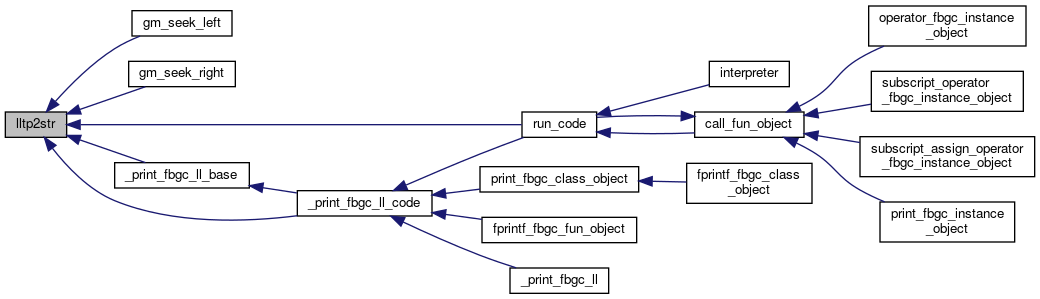 gm_seek_left
gm_seek_right
lltp2str
_print_fbgc_ll_base
_print_fbgc_ll_code
run_code
print_fbgc_class_object
fprintf_fbgc_fun_object
_print_fbgc_ll
interpreter
call_fun_object
fprintf_fbgc_class
_object
operator_fbgc_instance
_object
subscript_operator
_fbgc_instance_object
subscript_assign_operator
_fbgc_instance_object
print_fbgc_instance
_object